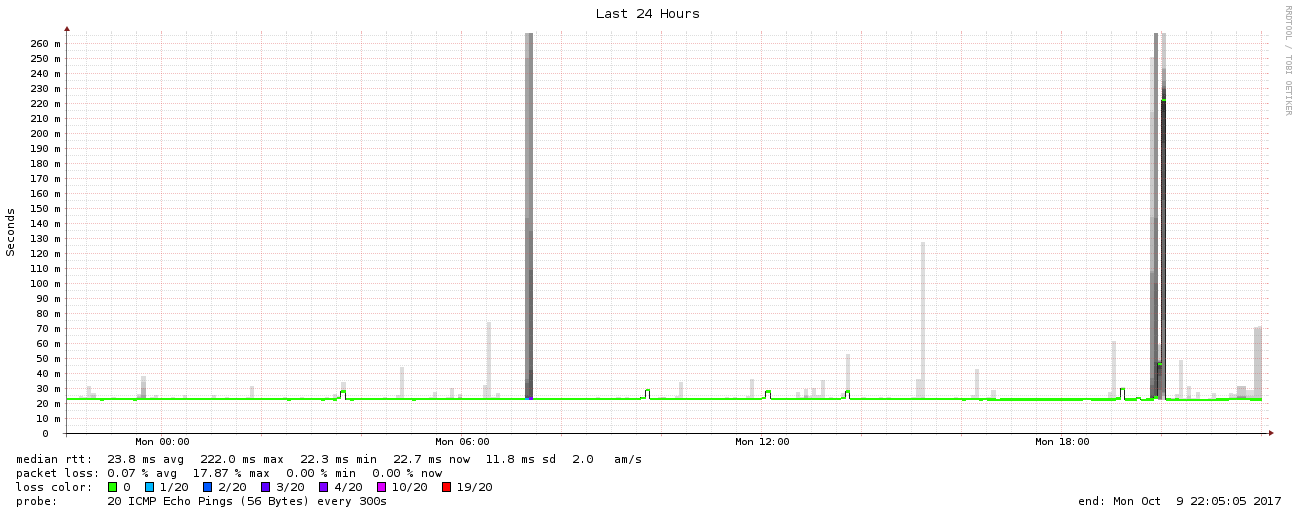 Last 24 Hours
RRDTOOL / TOBI OETIKER
Seconds
260 m
250 m
240 m
230 m
220 m
210 m
200 m
190 m
180 m
170 m
160 m
150 m
140 m
130 m
120 m
110 m
100 m
90 m
80 m
70 m
60 m
50 m
40 m
30 m
20 m
10 m
0
Mon 00:00 Mon 06:00 Mon 12:00 Mon 18:00
median rtt: 23.8 ms avg 222.0 ms max 22.3 ms min 22.7 ms now 11.8 ms sd 2.0 am/s
packet loss: 0.07 % avg 17.87 % max 0.00 % min 0.00 % now
loss color: 0 1/20 2/20 3/20 4/20 10/20 19/20
probe: 20 ICMP Echo Pings (56 Bytes) every 300s end: Mon Oct 9 22:05:05 2017